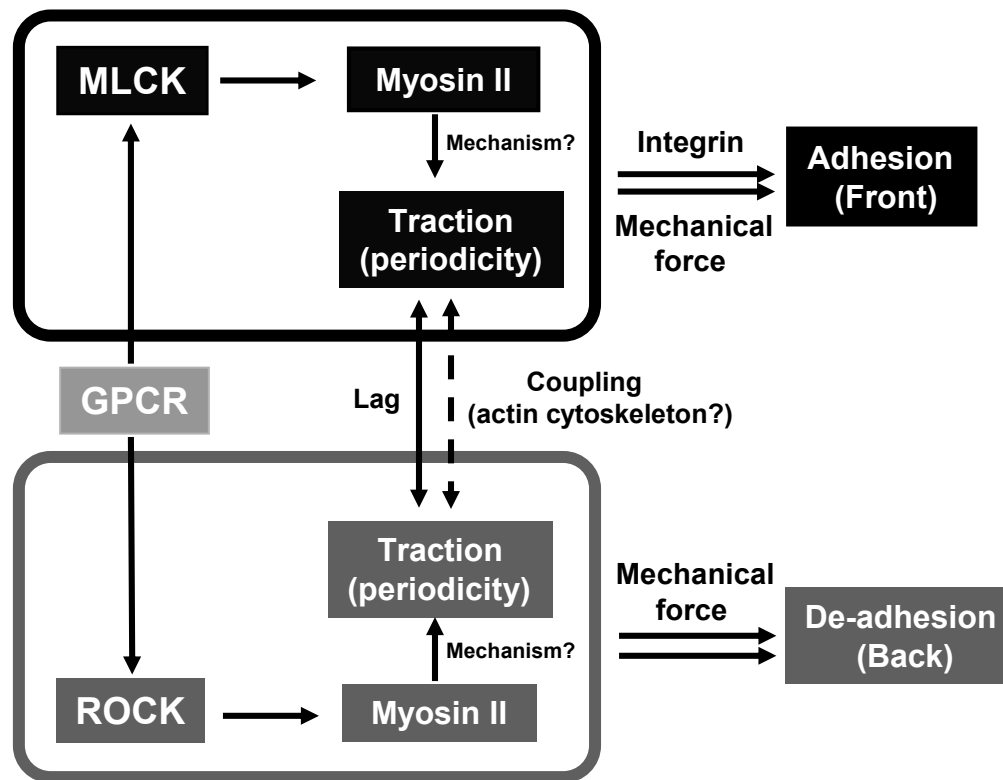 MLCK
Myosin II
Mechanism?
Traction
(periodicity)
Integrin
Mechanical
force
Adhesion
(Front)
GPCR
Lag
Coupling
(actin cytoskeleton?)
Traction
(periodicity)
Mechanism?
ROCK
Myosin II
Mechanical
force
De-adhesion
(Back)